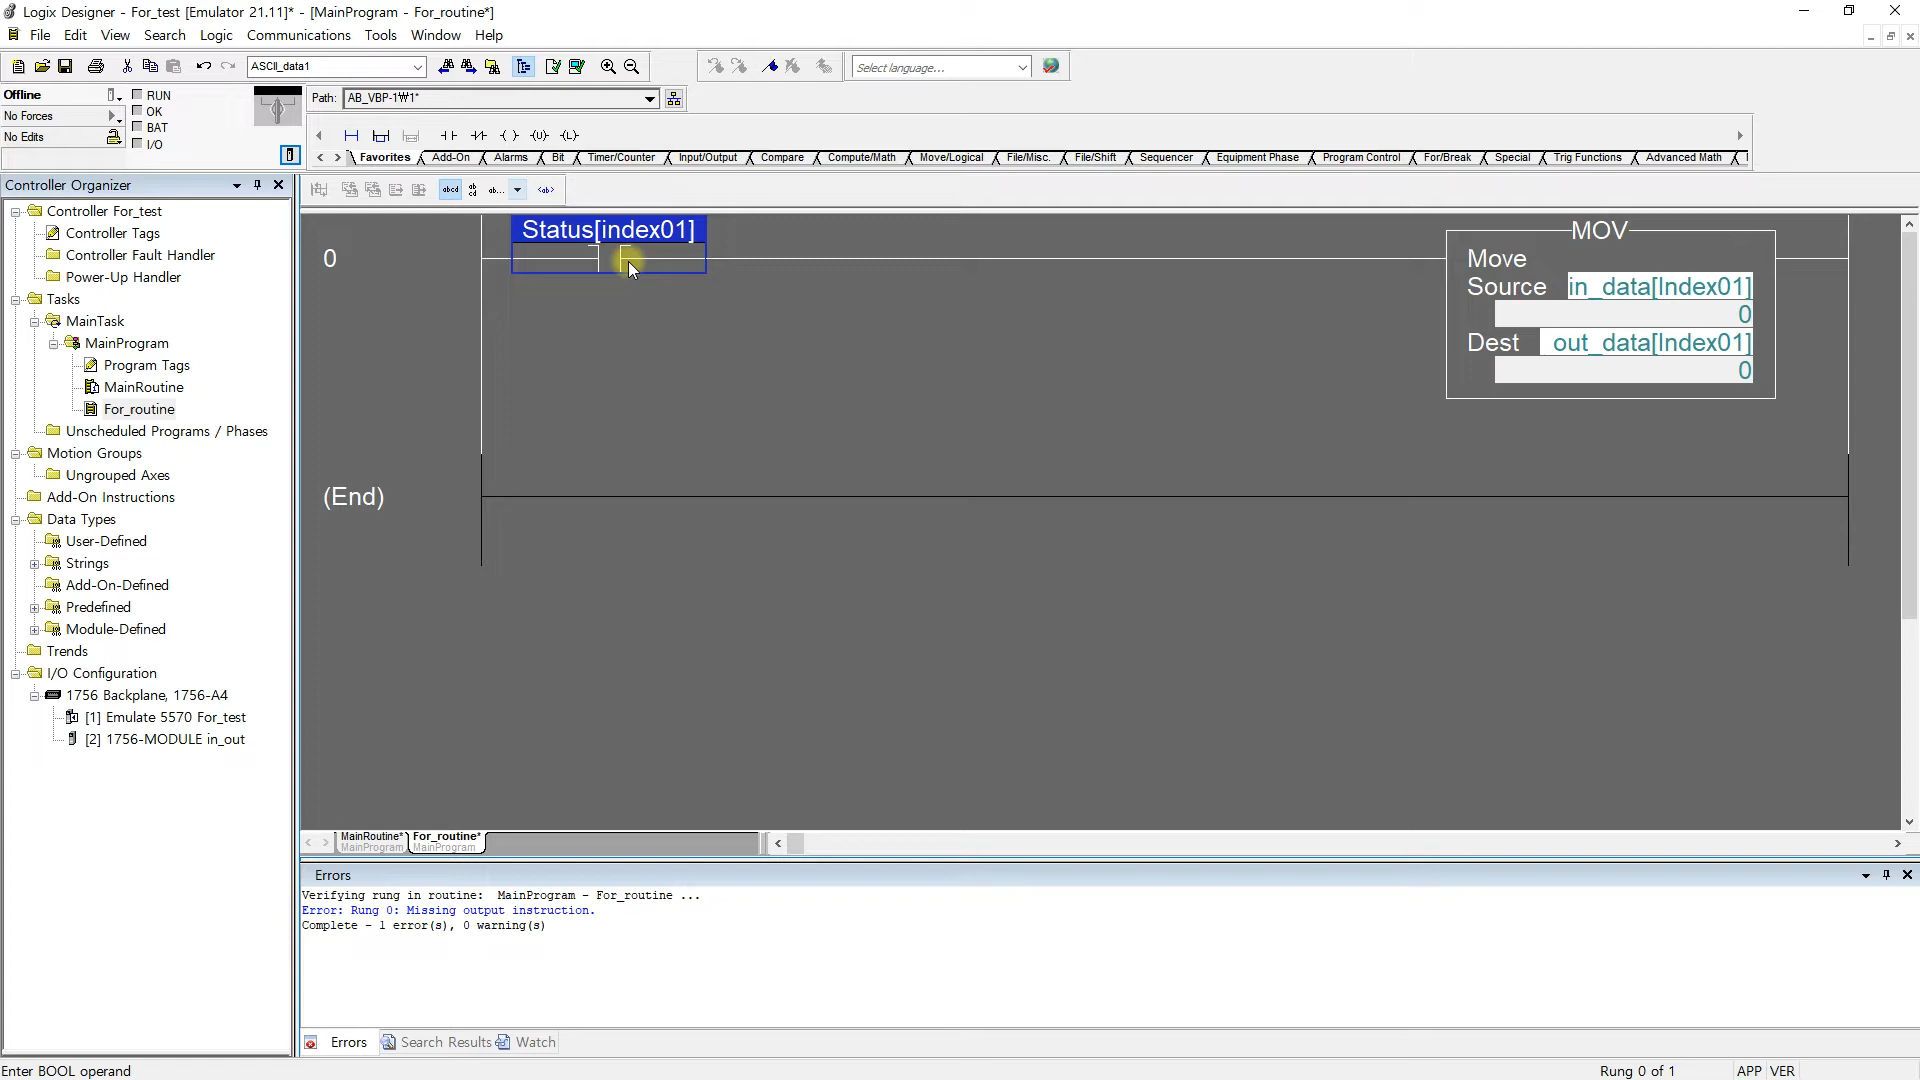 Logix Designer - For_test [Emulator 21.11]* - [MainProgram - For_routine*]
File Edit View Search Logic Communications Tools Window Help
ASCII_data1
Select language...
Offline
RUN
Path: AB_VBP-1₩1*
No Forces
OK
BAT
No Edits
I/O
Favorites Add-On Alarms Bit Timer/Counter Input/Output Compare Compute/Math Move/Logical File/Misc. File/Shift Sequencer Equipment Phase Program Control For/Break Special Trig Functions Advanced Math
Controller Organizer
abcd ab cd ab... <ab>
Controller For_test
Controller Tags
Controller Fault Handler
Power-Up Handler
Tasks
MainTask
MainProgram
Program Tags
MainRoutine
For_routine
Unscheduled Programs / Phases
Motion Groups
Ungrouped Axes
Add-On Instructions
Data Types
User-Defined
Strings
Add-On-Defined
Predefined
Module-Defined
Trends
I/O Configuration
1756 Backplane, 1756-A4
[1] Emulate 5570 For_test
[2] 1756-MODULE in_out
Status[index01]
0
MOV
Move
Source in_data[Index01]
0
Dest out_data[Index01]
0
(End)
MainRoutine* For_routine*
MainProgram MainProgram
Errors
Verifying rung in routine: MainProgram - For_routine ...
Error: Rung 0: Missing output instruction.
Complete - 1 error(s), 0 warning(s)
Errors Search Results Watch
Enter BOOL operand
Rung 0 of 1 APP VER